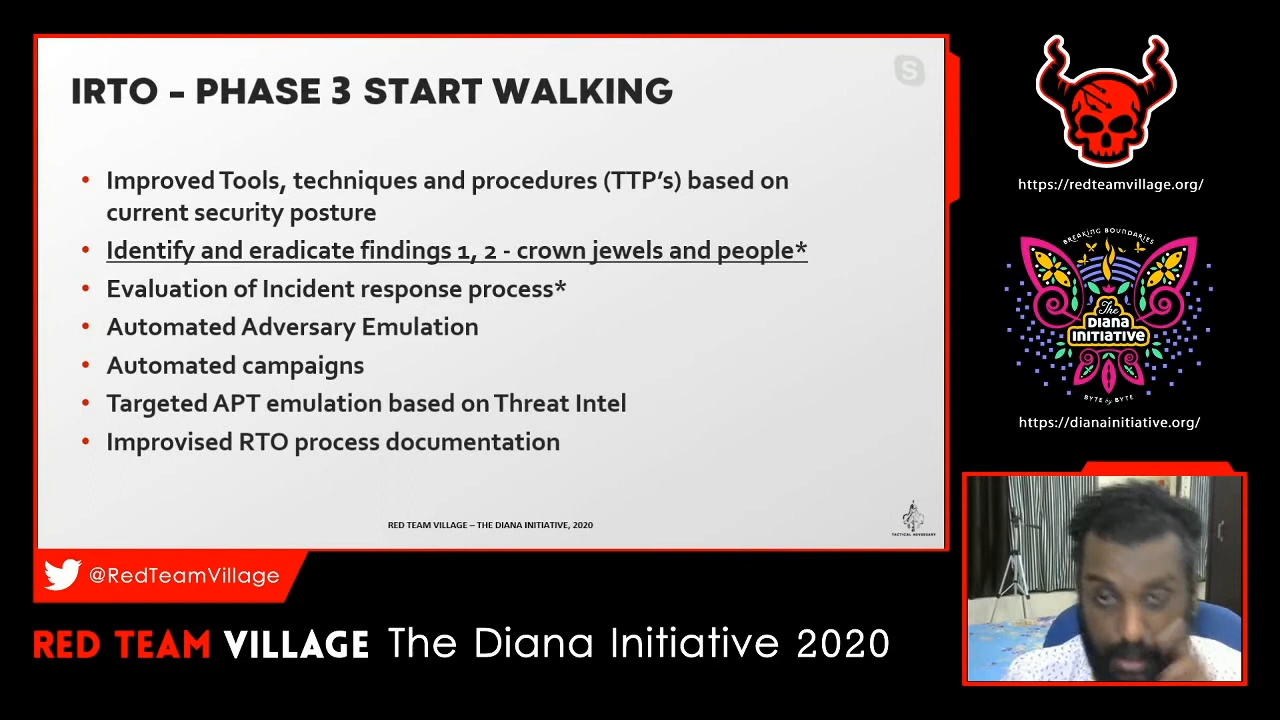 IRTO - PHASE 3 START WALKING
S
• Improved Tools, techniques and procedures (TTP's) based on
current security posture
• Identify and eradicate findings 1, 2 - crown jewels and people*
• Evaluation of Incident response process*
• Automated Adversary Emulation
• Automated campaigns
• Targeted APT emulation based on Threat Intel
• Improvised RTO process documentation
RED TEAM VILLAGE – THE DIANA INITIATIVE, 2020
TACTICAL ADVERSARY
https://redteamvillage.org/
BREAKING BOUNDARIES
The
DIANA
INITIATIVE
BYTE by BYTE
https://dianainitiative.org/
@RedTeamVillage
RED TEAM VILLAGE The Diana Initiative 2020